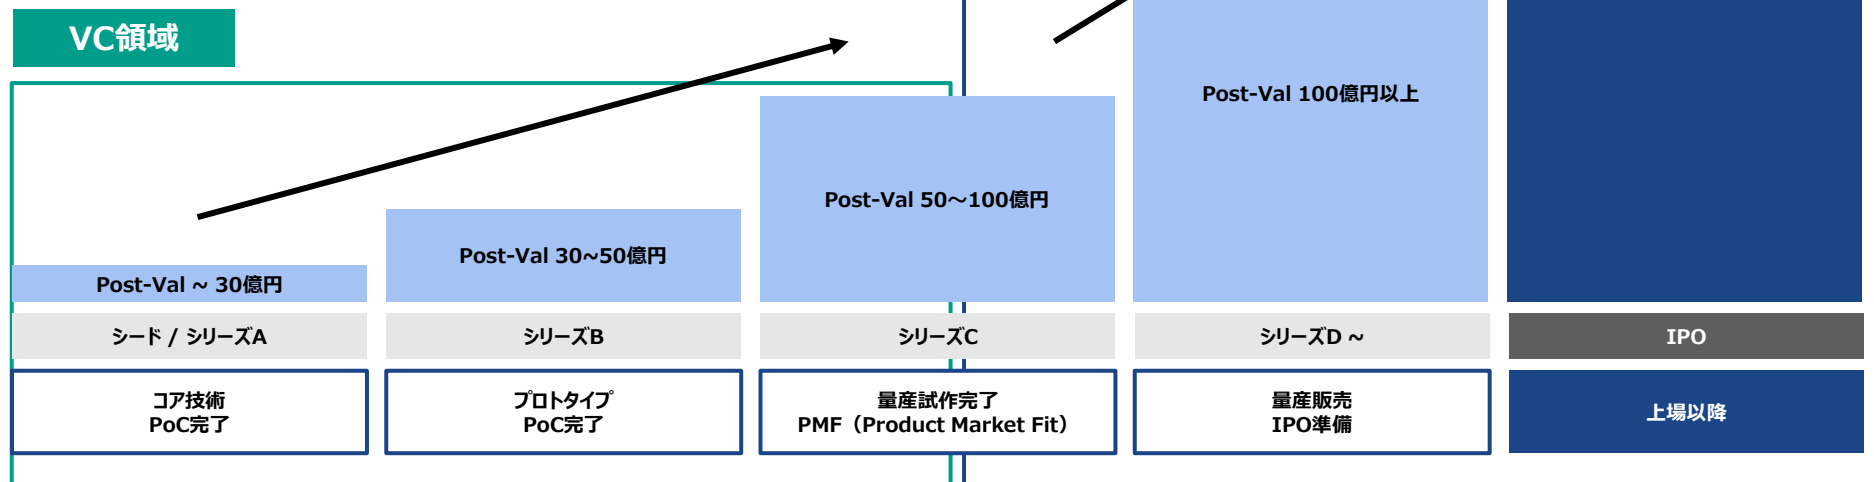 VC領域
Post-Val 100億円以上
Post-Val 50～100億円
Post-Val 30~50億円
Post-Val ~ 30億円
シード / シリーズA
シリーズB
シリーズC
シリーズD ~
IPO
コア技術
PoC完了
プロトタイプ
PoC完了
量産試作完了
PMF（Product Market Fit）
量産販売
IPO準備
上場以降